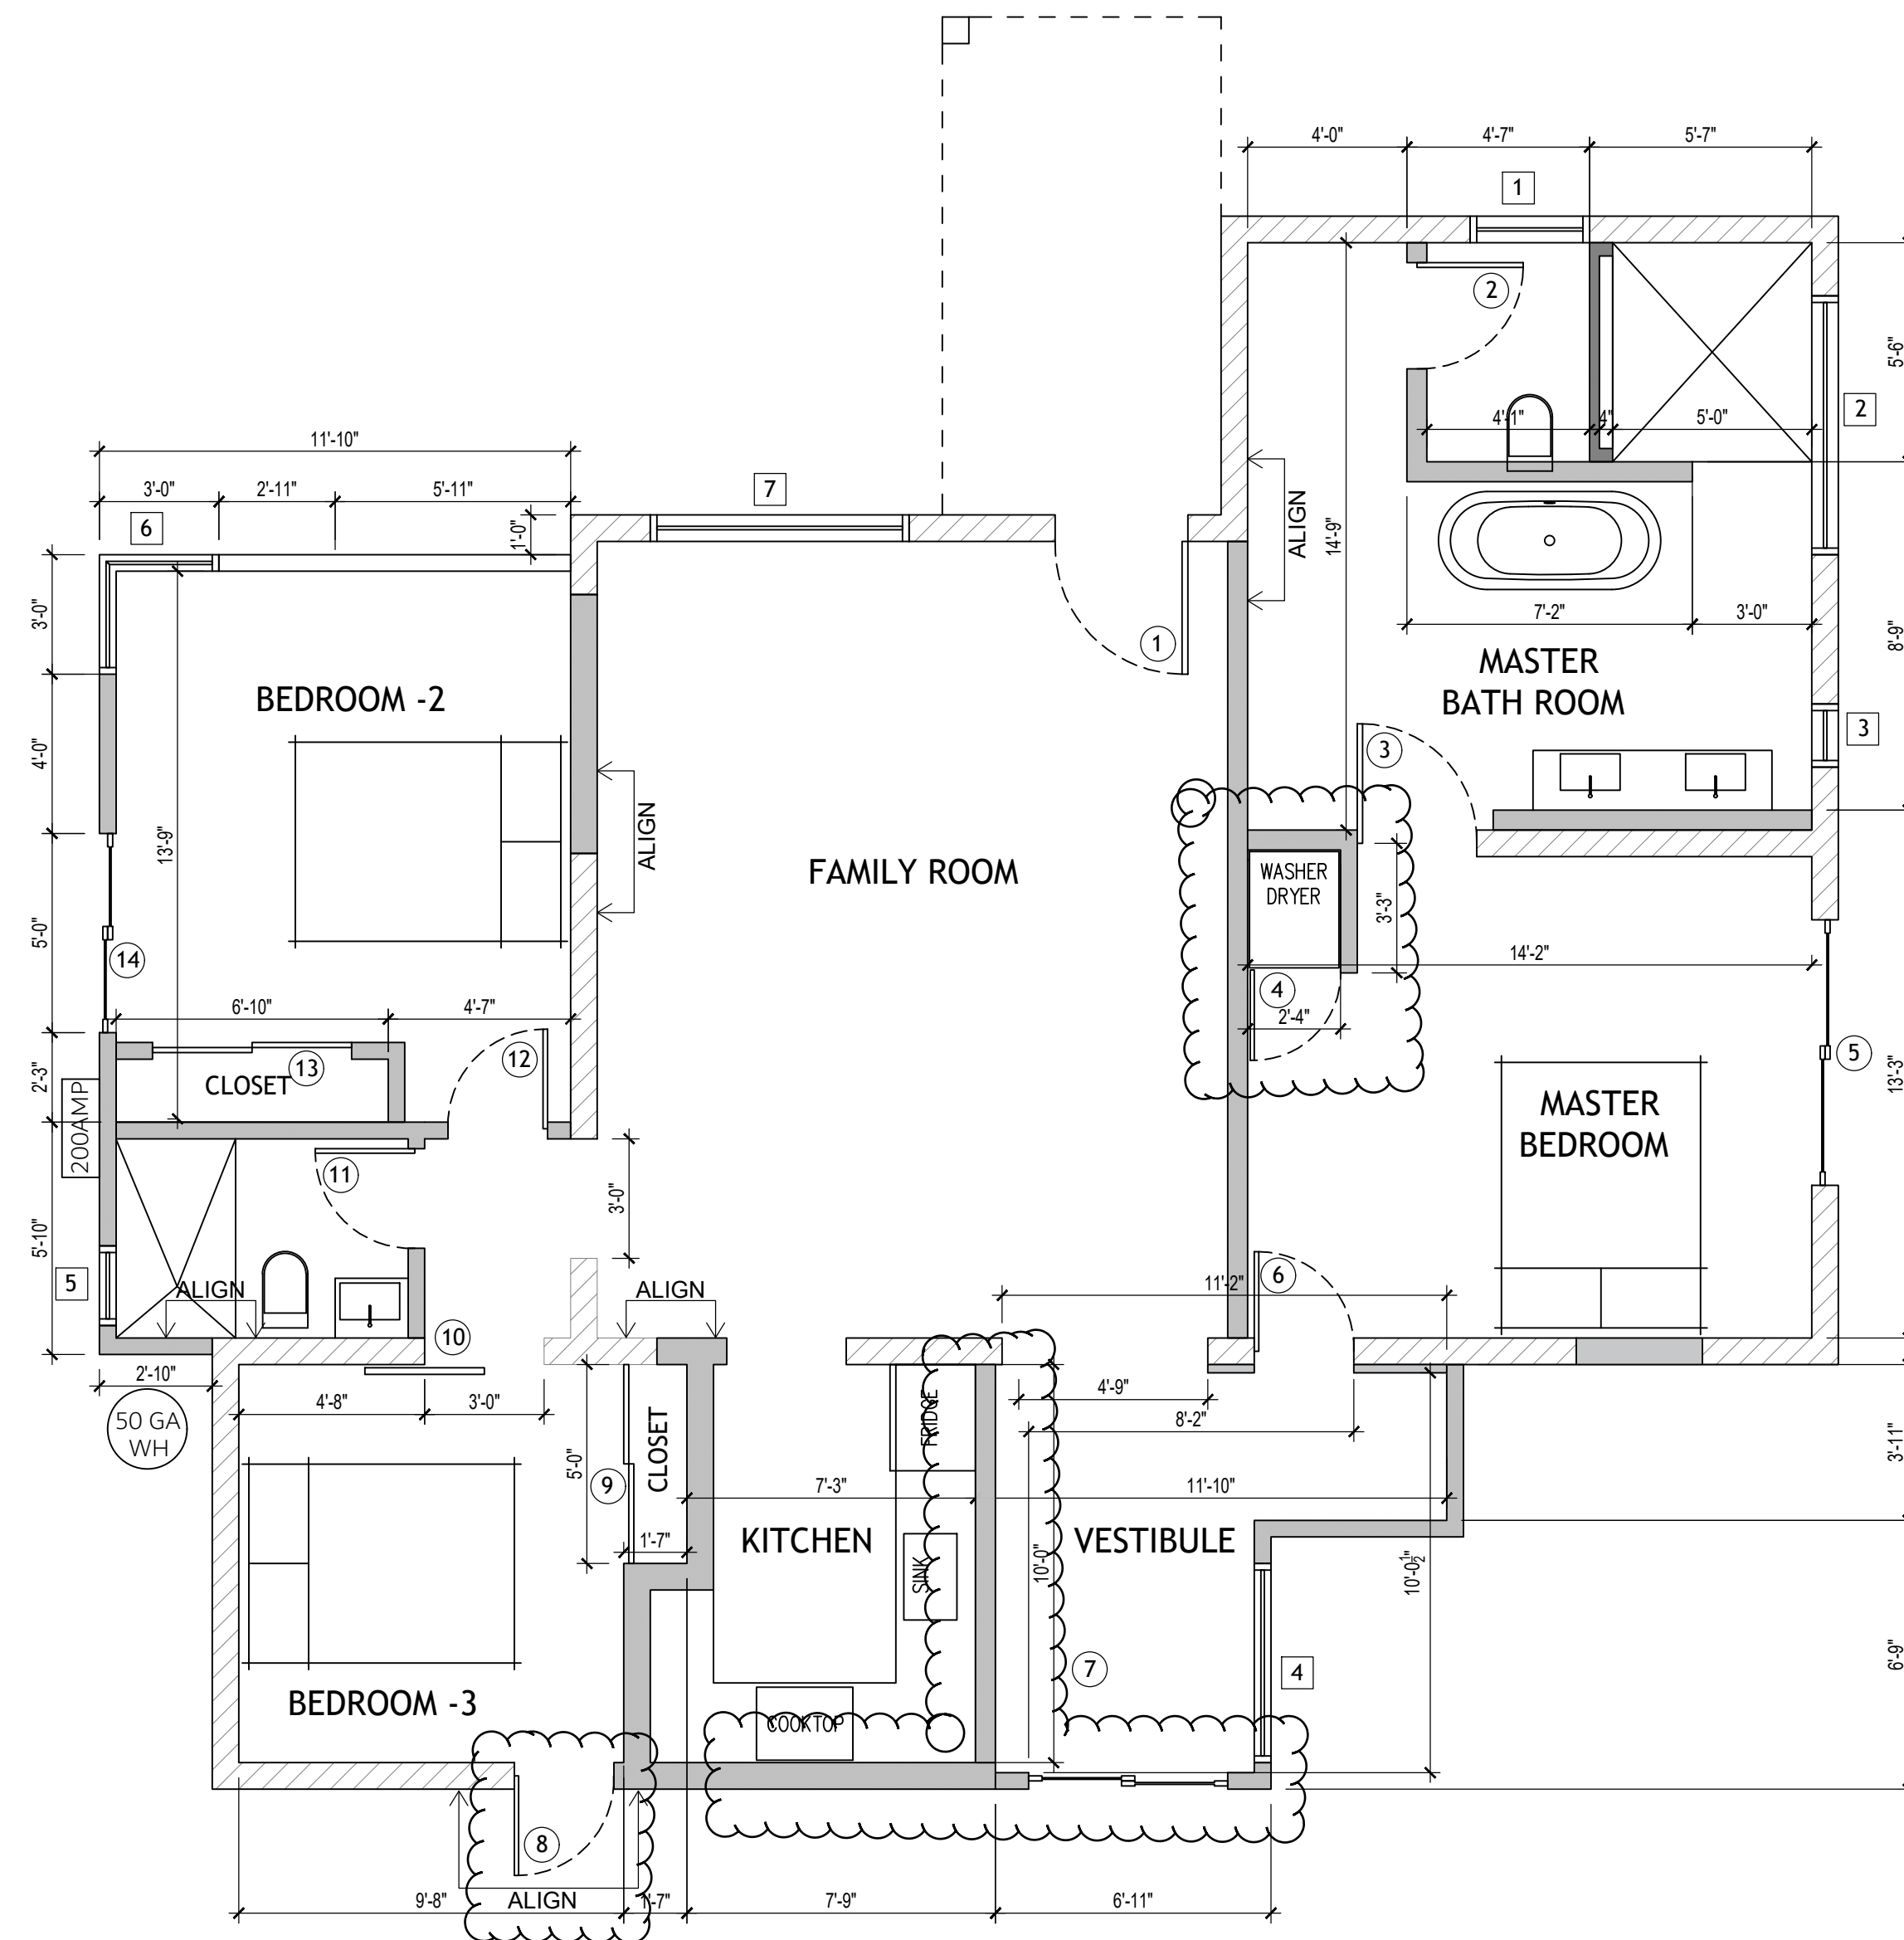 4'-0"
4'-7"
5'-7"
1
2
5'-6"
2
4'-1"
4"
5'-0"
11'-10"
3'-0"
2'-11"
5'-11"
6
7
1'-0"
ALIGN
14'-9"
3'-0"
7'-2"
3'-0"
8'-9"
1
MASTER
BATH ROOM
BEDROOM -2
3
3
4'-0"
13'-9"
ALIGN
FAMILY ROOM
WASHER
DRYER
3'-3"
5'-0"
14
14'-2"
4
2'-4"
6'-10"
4'-7"
12
13
CLOSET
2'-3"
200AMP
5
13'-3"
MASTER
BEDROOM
11
3'-0"
5'-10"
5
ALIGN
ALIGN
11'-2"
6
10
2'-10"
50 GA
WH
4'-8"
3'-0"
5'-0"
CLOSET
9
FRIDGE
4'-9"
8'-2"
3'-11"
7'-3"
11'-10"
1'-7"
KITCHEN
SINK
10'-0"
VESTIBULE
10'-0½"
7
4
6'-9"
BEDROOM -3
COOKTOP
8
9'-8"
ALIGN
1'-7"
7'-9"
6'-11"